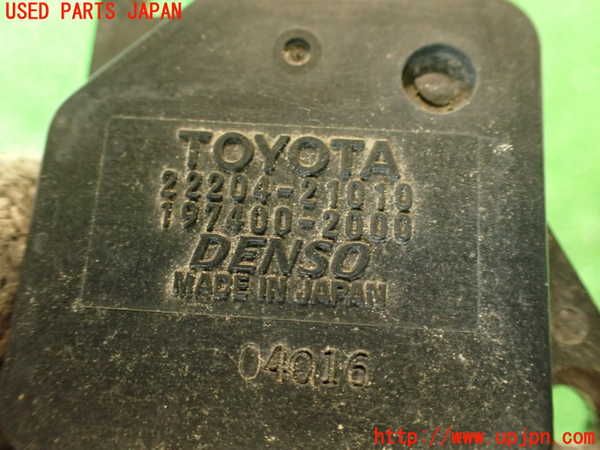 USED PARTS JAPAN
TOYOTA
22204-21010
197400-2000
DENSO
MADE IN JAPAN
04016
http://www.upjpn.com/